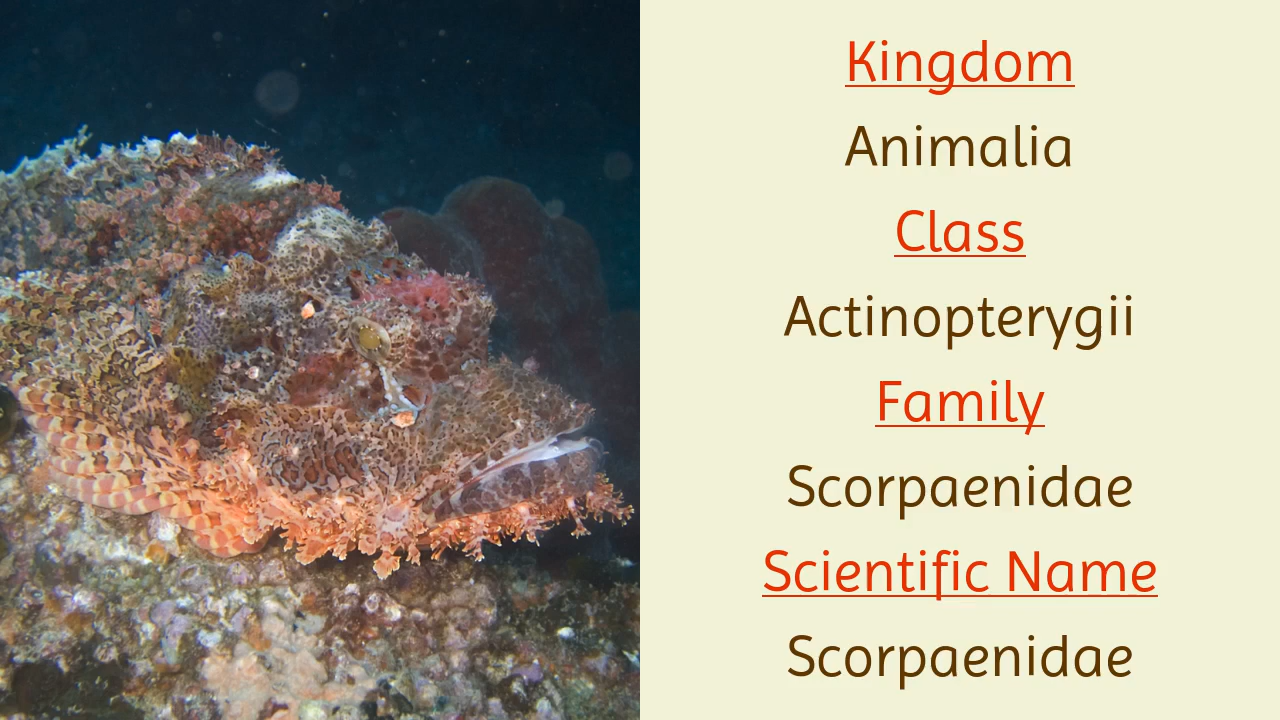 Kingdom
Animalia
Class
Actinopterygii
Family
Scorpaenidae
Scientific Name
Scorpaenidae